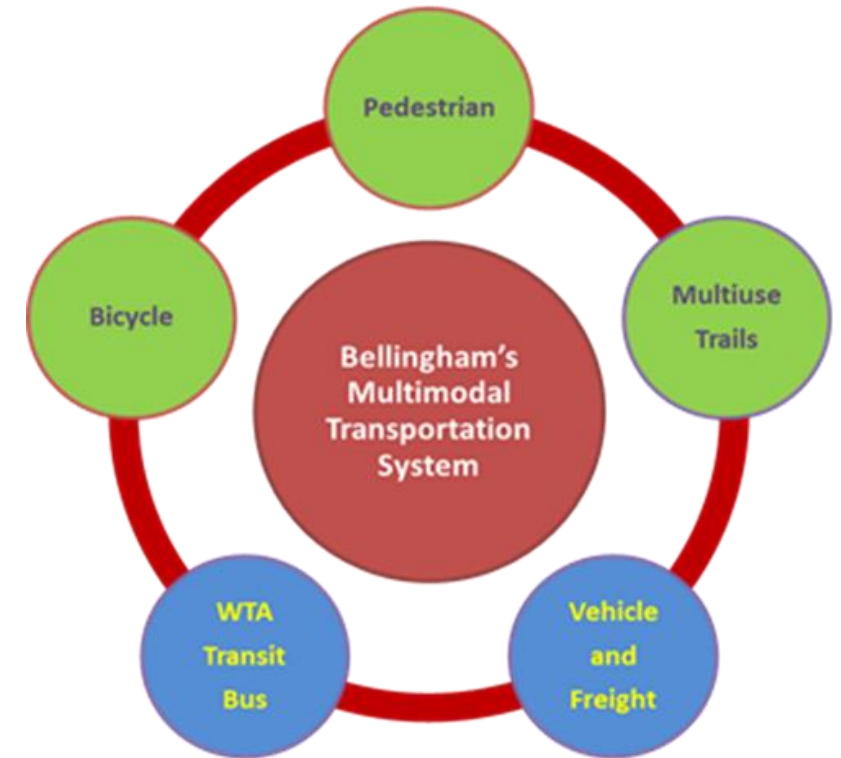 Pedestrian
Multiuse
Trails
Vehicle
and
Freight
WTA
Transit
Bus
Bicycle
Bellingham’s
Multimodal
Transportation
System